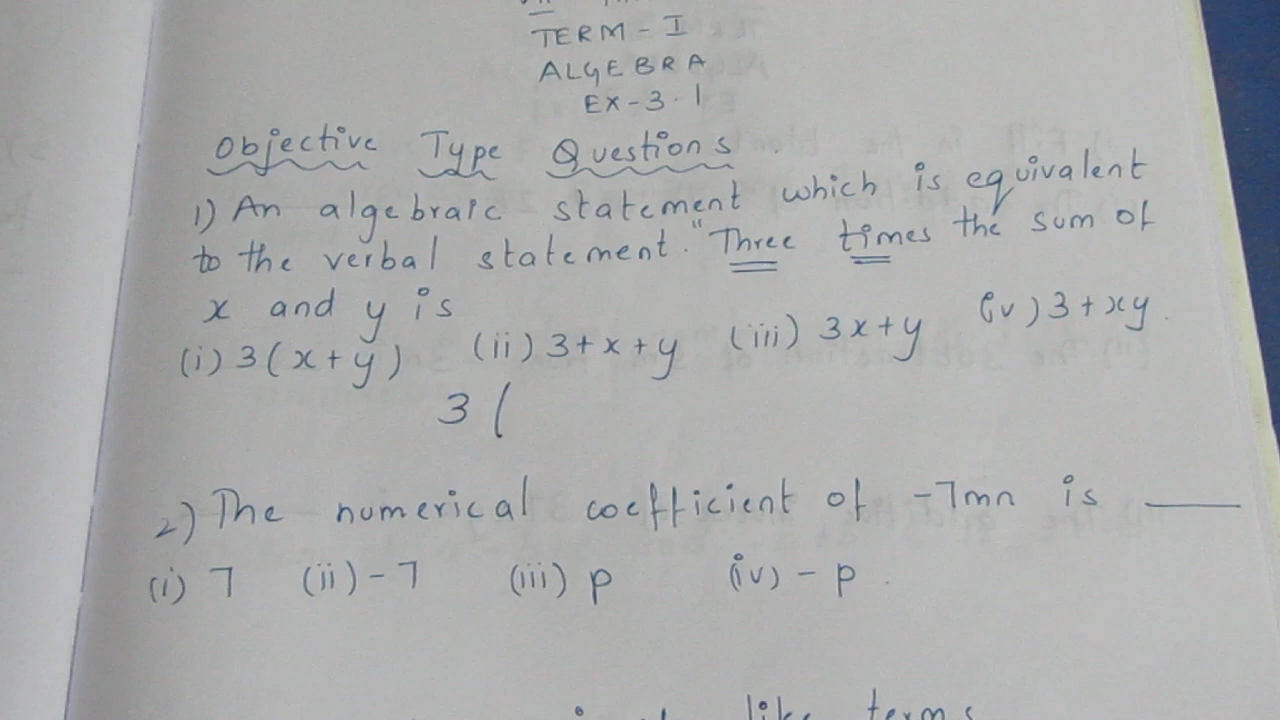 TERM - I
ALGEBRA
EX-3.1
Objective Type Questions.
1) An algebraic statement which is equivalent
to the verbal statement. "Three times the sum of
x and y is
(i) 3(x+y) (ii) 3+x+y (iii) 3x+y (iv) 3+xy.
3(
2) The numerical coefficient of -7mn is ____
(i) 7 (ii) -7 (iii) p (iv) -p.
like terms